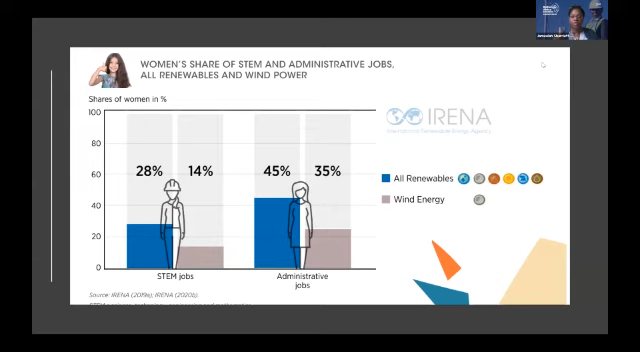 WOMEN'S SHARE OF STEM AND ADMINISTRATIVE JOBS,
ALL RENEWABLES AND WIND POWER
Shares of women in %
100
80
60
40
20
0
28%
14%
45%
35%
STEM jobs
Administrative
jobs
IRENA
International Renewable Energy Agency
All Renewables
Wind Energy
Source: IRENA (2019e); IRENA (2020b).